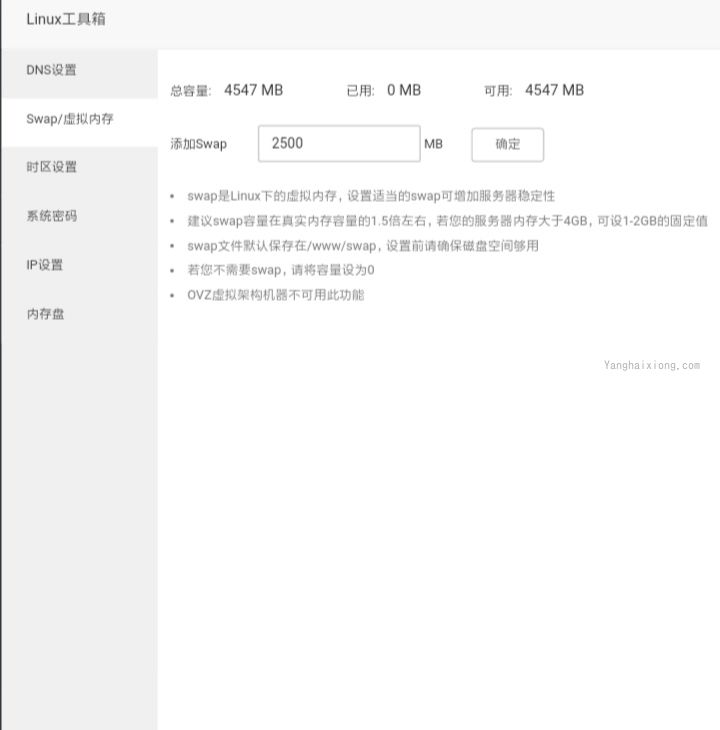 Linux工具箱
DNS设置
Swap/虚拟内存
时区设置
系统密码
IP设置
内存盘
总容量: 4547 MB 已用: 0 MB 可用: 4547 MB
添加Swap 2500 MB 确定
• swap是Linux下的虚拟内存, 设置适当的swap可增加服务器稳定性
• 建议swap容量在真实内存容量的1.5倍左右, 若您的服务器内存大于4GB, 可设1-2GB的固定值
• swap文件默认保存在/www/swap, 设置前请确保磁盘空间够用
• 若您不需要swap, 请将容量设为0
• OVZ虚拟架构机器不可用此功能
Yanghaixiong.com